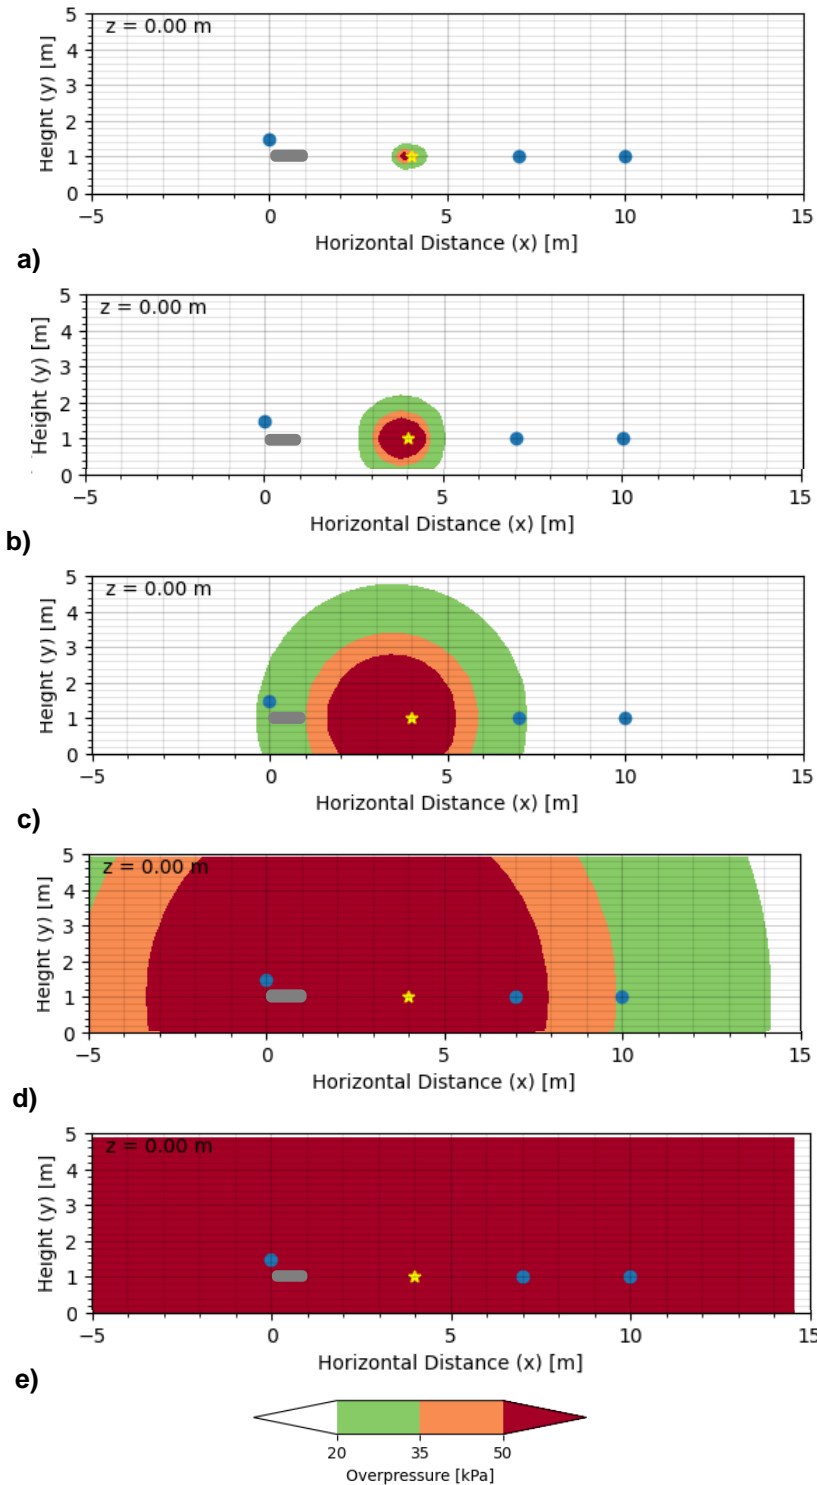 z = 0.00 m
5
4
3
2
1
0
Height (y) [m]
−5 0 5 10 15
Horizontal Distance (x) [m]
a)
z = 0.00 m
5
4
3
2
1
0
Height (y) [m]
−5 0 5 10 15
Horizontal Distance (x) [m]
b)
z = 0.00 m
5
4
3
2
1
0
Height (y) [m]
−5 0 5 10 15
Horizontal Distance (x) [m]
c)
z = 0.00 m
5
4
3
2
1
0
Height (y) [m]
−5 0 5 10 15
Horizontal Distance (x) [m]
d)
z = 0.00 m
5
4
3
2
1
0
Height (y) [m]
−5 0 5 10 15
Horizontal Distance (x) [m]
e)
20 35 50
Overpressure [kPa]